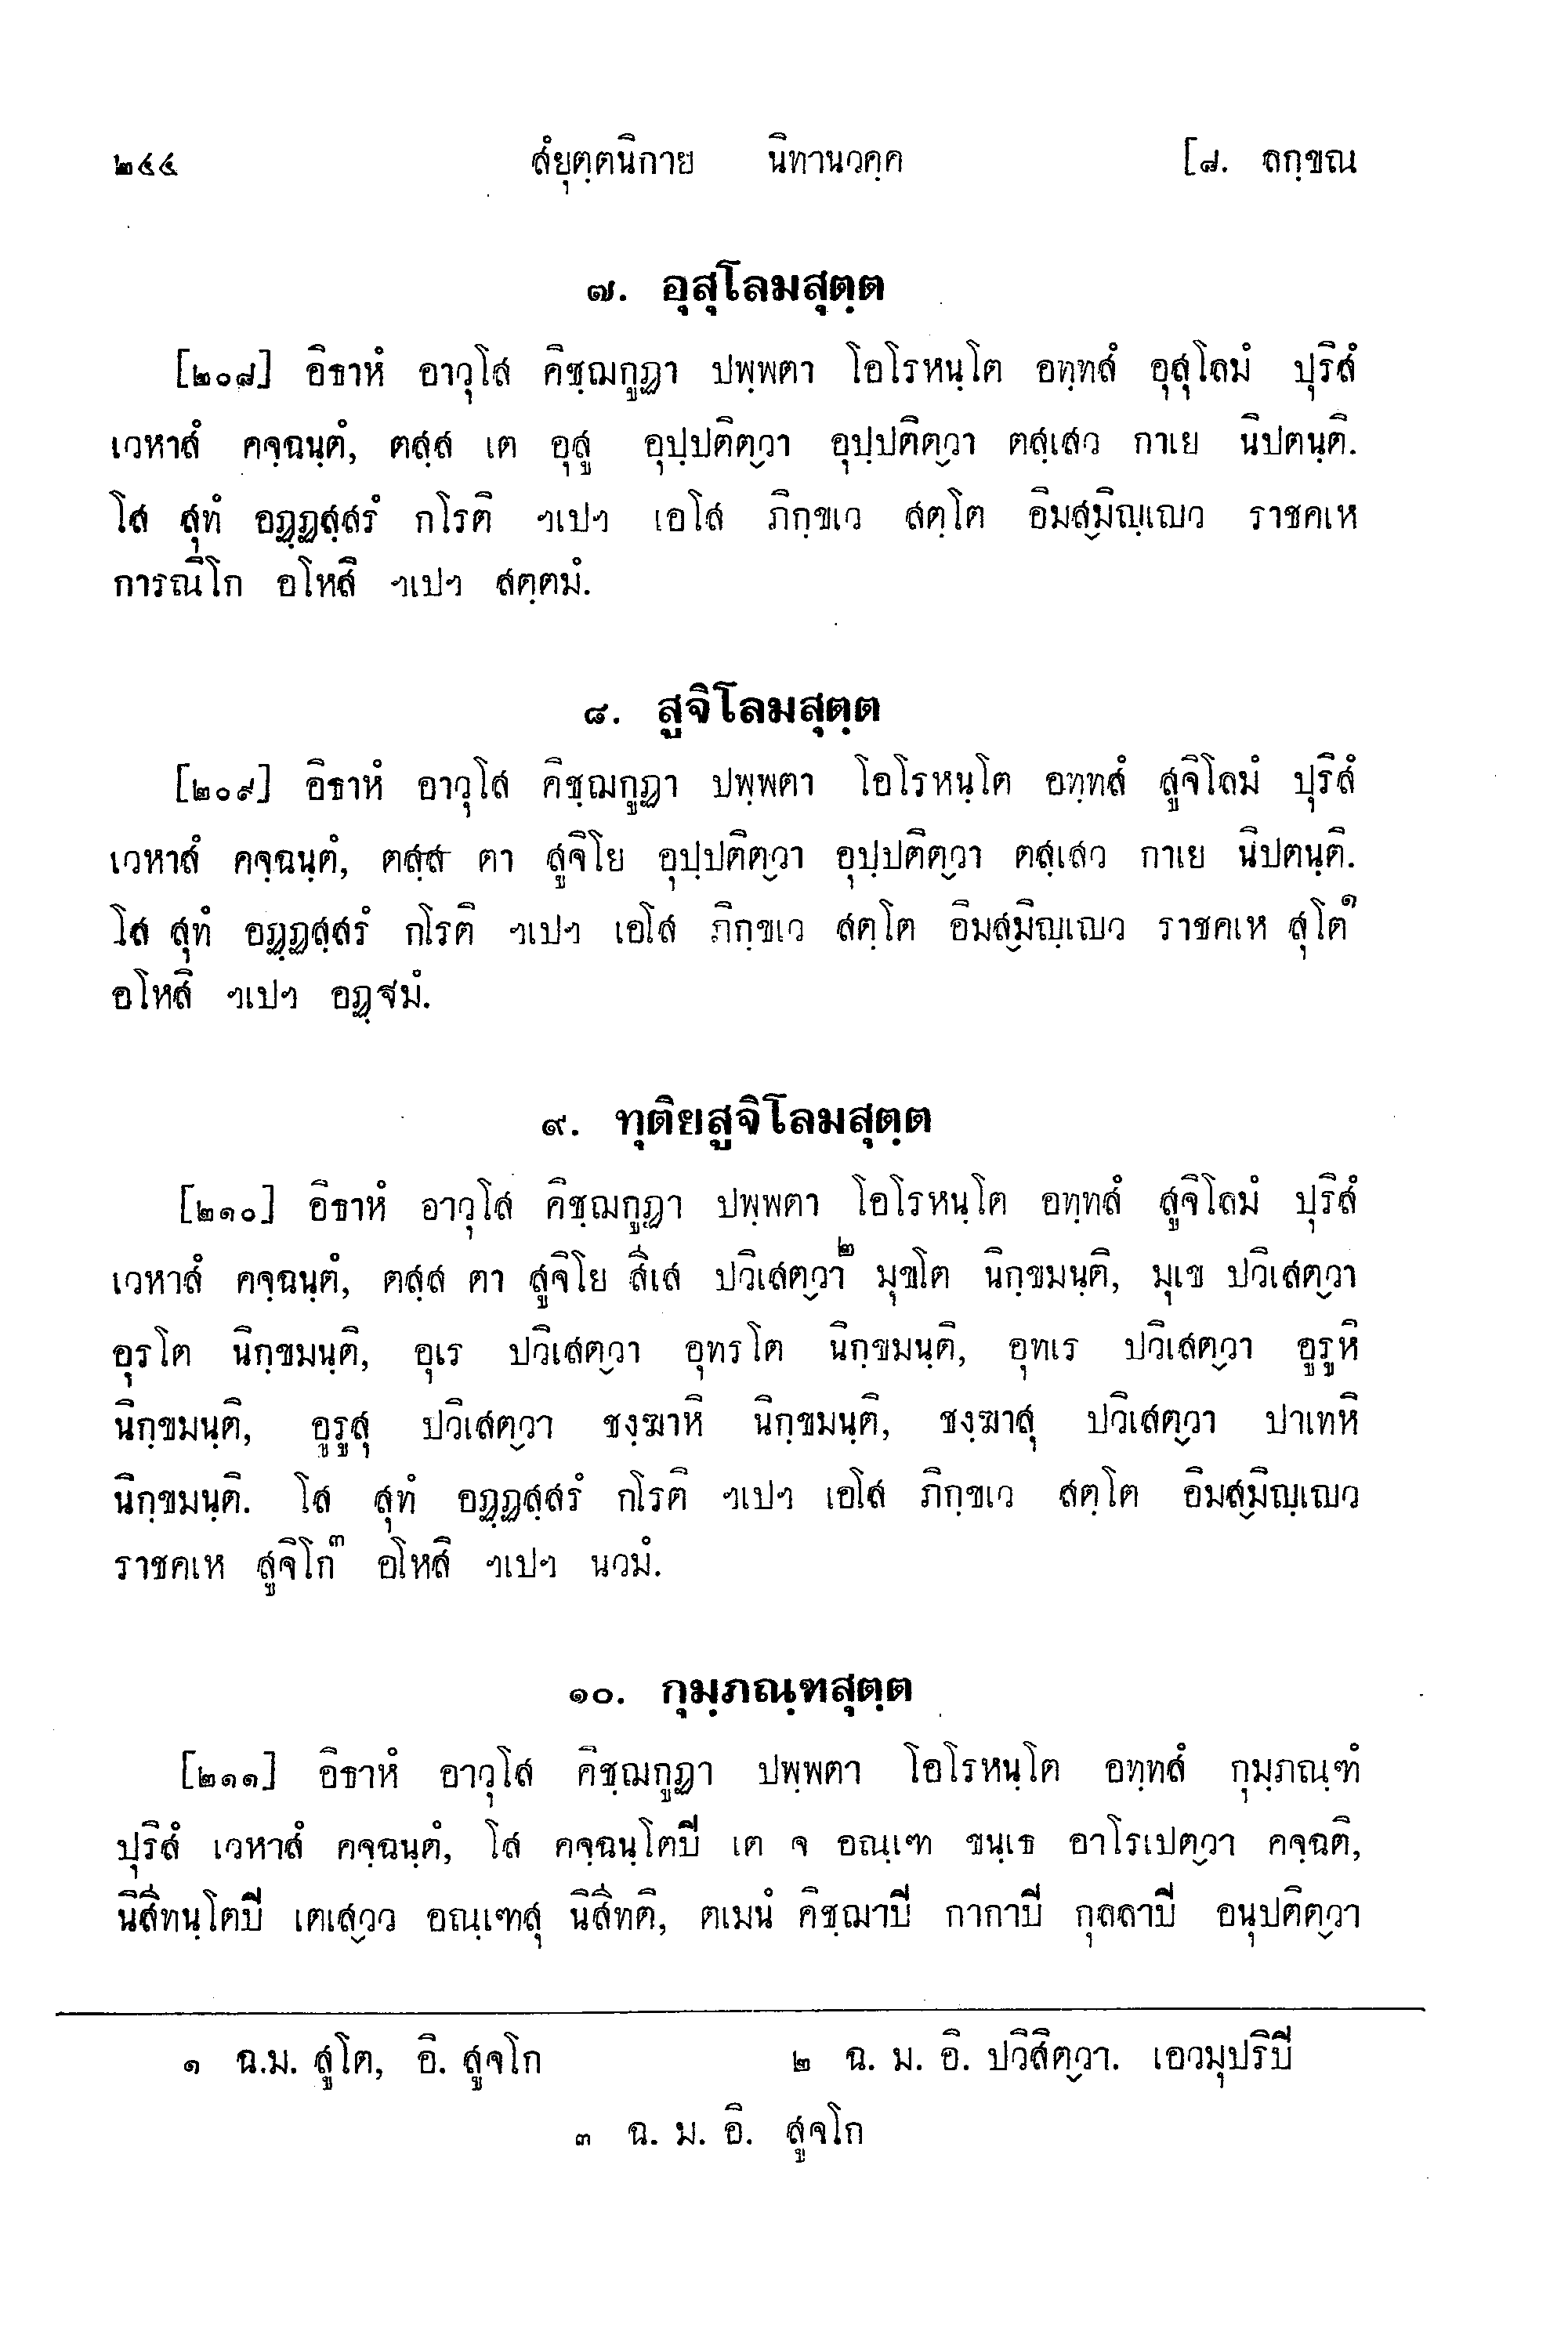 ๒๔๔ สํยุตฺตนิกาย นิทานวคฺค [๘. ลกฺขณ
๗. อุสุโลมสุตฺต
[๒๐๘] อิธาหํ อาวุโส คิชฺฌกูฏา ปพฺพตา โอโรหนฺโต อทฺทสํ อุสุโลมํ ปุริสํ
เวหาสํ คจฺฉนฺตํ, ตสฺส เต อุสู อุปฺปติตฺวา อุปฺปติตฺวา ตสฺเสว กาเย นิปตนฺติ.
โส สุทํ อฏฺฏสฺสรํ กโรติ ฯเปฯ เอโส ภิกฺขเว สตฺโต อิมสฺมิญฺเญว ราชคเห
การณิโก อโหสิ ฯเปฯ สตฺตมํ.
๘. สูจิโลมสุตฺต
[๒๐๙] อิธาหํ อาวุโส คิชฺฌกูฏา ปพฺพตา โอโรหนฺโต อทฺทสํ สูจิโลมํ ปุริสํ
เวหาสํ คจฺฉนฺตํ, ตสฺส ตา สูจิโย อุปฺปติตฺวา อุปฺปติตฺวา ตสฺเสว กาเย นิปตนฺติ.
โส สุทํ อฏฺฏสฺสรํ กโรติ ฯเปฯ เอโส ภิกฺขเว สตฺโต อิมสฺมิญฺเญว ราชคเห สุโต๑
อโหสิ ฯเปฯ อฏฺฐมํ.
๙. ทุติยสูจิโลมสุตฺต
[๒๑๐] อิธาหํ อาวุโส คิชฺฌกูฏา ปพฺพตา โอโรหนฺโต อทฺทสํ สูจิโลมํ ปุริสํ
เวหาสํ คจฺฉนฺตํ, ตสฺส ตา สูจิโย สีเส ปวิเสตฺวา๒ มุขโต นิกฺขมนฺติ, มุเข ปวิเสตฺวา
อุรโต นิกฺขมนฺติ, อุเร ปวิเสตฺวา อุทรโต นิกฺขมนฺติ, อุทเร ปวิเสตฺวา อูรูหิ
นิกฺขมนฺติ, อูรูสุ ปวิเสตฺวา ชงฺฆาหิ นิกฺขมนฺติ, ชงฺฆาสุ ปวิเสตฺวา ปาเทหิ
นิกฺขมนฺติ. โส สุทํ อฏฺฏสฺสรํ กโรติ ฯเปฯ เอโส ภิกฺขเว สตฺโต อิมสฺมิญฺเญว
ราชคเห สูจิโก๓ อโหสิ ฯเปฯ นวมํ.
๑๐. กุมฺภณฺฑสุตฺต
[๒๑๑] อิธาหํ อาวุโส คิชฺฌกูฏา ปพฺพตา โอโรหนฺโต อทฺทสํ กุมฺภณฺฑํ
ปุริสํ เวหาสํ คจฺฉนฺตํ, โส คจฺฉนฺโตปิ เต จ อณฺเฑ ขนฺเธ อาโรเปตฺวา คจฺฉติ,
นิสีทนฺโตปิ เตเสฺวว อณฺเฑสุ นิสีทติ, ตเมนํ คิชฺฌาปิ กากาปิ กุลลาปิ อนุปติตฺวา
๑ ฉ.ม. สูโต, อิ. สูจโก ๒ ฉ. ม. อิ. ปวิสิตฺวา. เอวมุปริปิ
๓ ฉ. ม. อิ. สูจโก